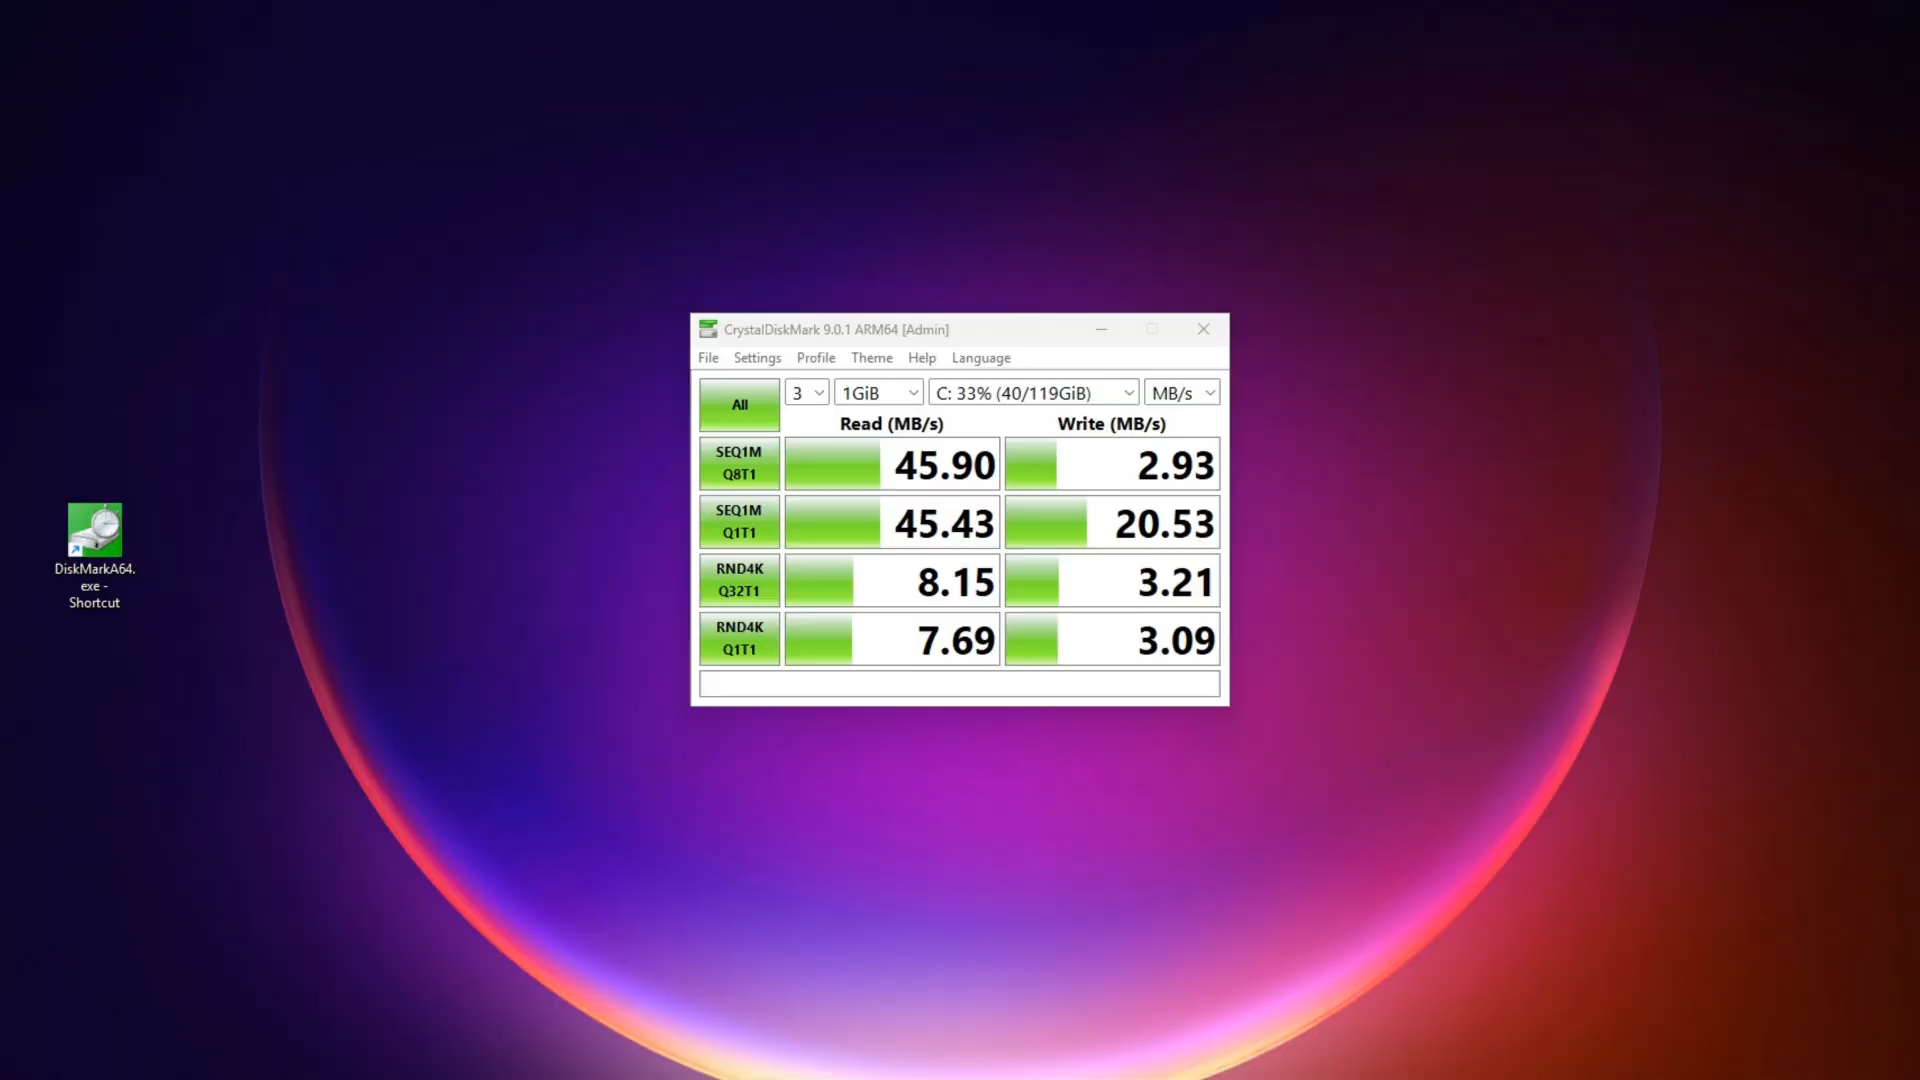 CrystalDiskMark 9.0.1 ARM64 [Admin]
File Settings Profile Theme Help Language
All 3 1GiB C: 33% (40/119GiB) MB/s
Read (MB/s) Write (MB/s)
SEQ1M
Q8T1 45.90 2.93
SEQ1M
Q1T1 45.43 20.53
RND4K
Q32T1 8.15 3.21
RND4K
Q1T1 7.69 3.09
DiskMarkA64.
exe -
Shortcut